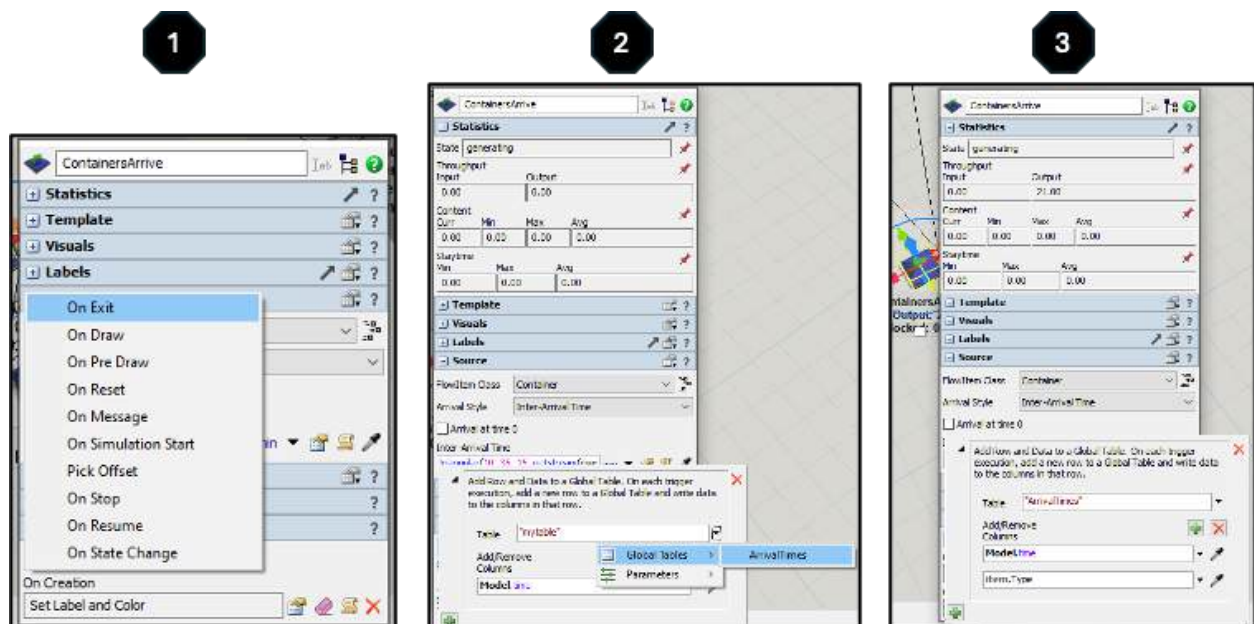 1
2
3
ContainersArrive
Statistics
Template
Visuals
Labels
On Exit
On Draw
On Pre Draw
On Reset
On Message
On Simulation Start
Pick Offset
On Stop
On Resume
On State Change
On Creation
Set Label and Color
ContainersArrive
Statistics
State generating
Throughput
Input Output
0.00 0.00
Content
Curr Min Max Avg
0.00 0.00 0.00 0.00
Staytime
Min Max Avg
0.00 0.00 0.00
Template
Visuals
Labels
Source
FlowItem Class Container
Arrival Style Inter-Arrival Time
Arrival at time 0
Inter-Arrival Time
Add Row and Data to a Global Table. On each trigger
execution, add a new row to a Global Table and write data
to the columns in that row.
Table "mytable"
Add/Remove
Columns
Model.time
Global Tables
Parameters
ArrivalTimes
ContainersArrive
Statistics
State generating
Throughput
Input Output
0.00 21.00
Content
Curr Min Max Avg
0.00 0.00 0.00 0.00
Staytime
Min Max Avg
0.00 0.00 0.00
Template
Visuals
Labels
Source
FlowItem Class Container
Arrival Style Inter-Arrival Time
Arrival at time 0
Add Row and Data to a Global Table. On each trigger
execution, add a new row to a Global Table and write data
to the columns in that row.
Table "ArrivalTimes"
Add/Remove
Columns
Model.time
item.Type